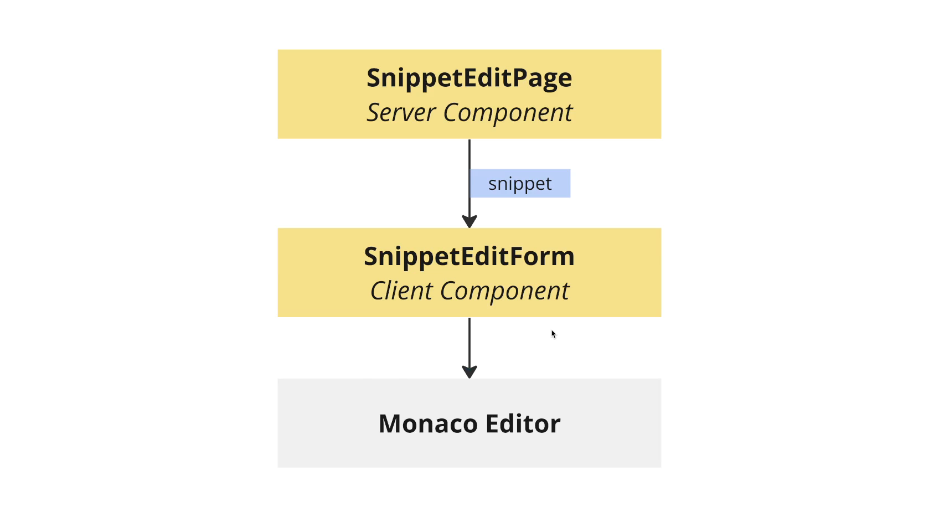 SnippetEditPage
Server Component
snippet
SnippetEditForm
Client Component
Monaco Editor